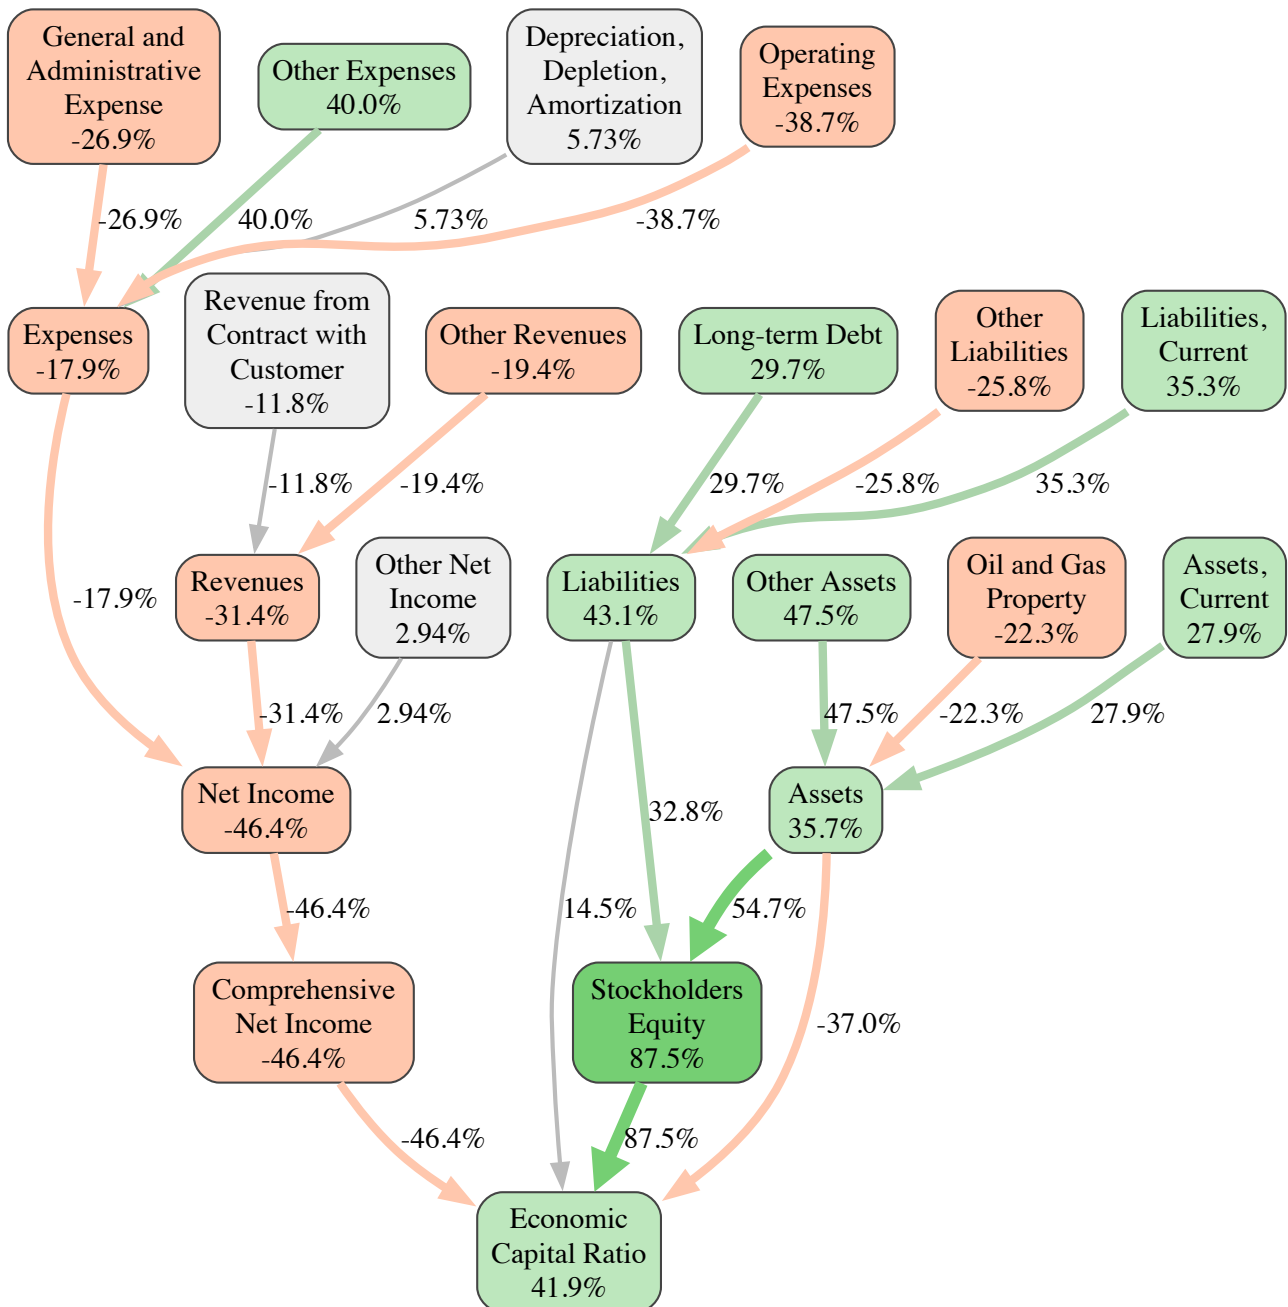 General and
Administrative
Expense
-26.9%
Other Expenses
40.0%
Depreciation,
Depletion,
Amortization
5.73%
Operating
Expenses
-38.7%
-26.9%
40.0%
5.73%
-38.7%
Expenses
-17.9%
Revenue from
Contract with
Customer
-11.8%
Other Revenues
-19.4%
Long-term Debt
29.7%
Other
Liabilities
-25.8%
Liabilities,
Current
35.3%
-11.8%
-19.4%
29.7%
-25.8%
35.3%
-17.9%
Revenues
-31.4%
Other Net
Income
2.94%
Liabilities
43.1%
Other Assets
47.5%
Oil and Gas
Property
-22.3%
Assets,
Current
27.9%
-31.4%
2.94%
47.5%
-22.3%
27.9%
Net Income
-46.4%
32.8%
Assets
35.7%
-46.4%
14.5%
54.7%
Comprehensive
Net Income
-46.4%
Stockholders
Equity
87.5%
-37.0%
-46.4%
87.5%
Economic
Capital Ratio
41.9%